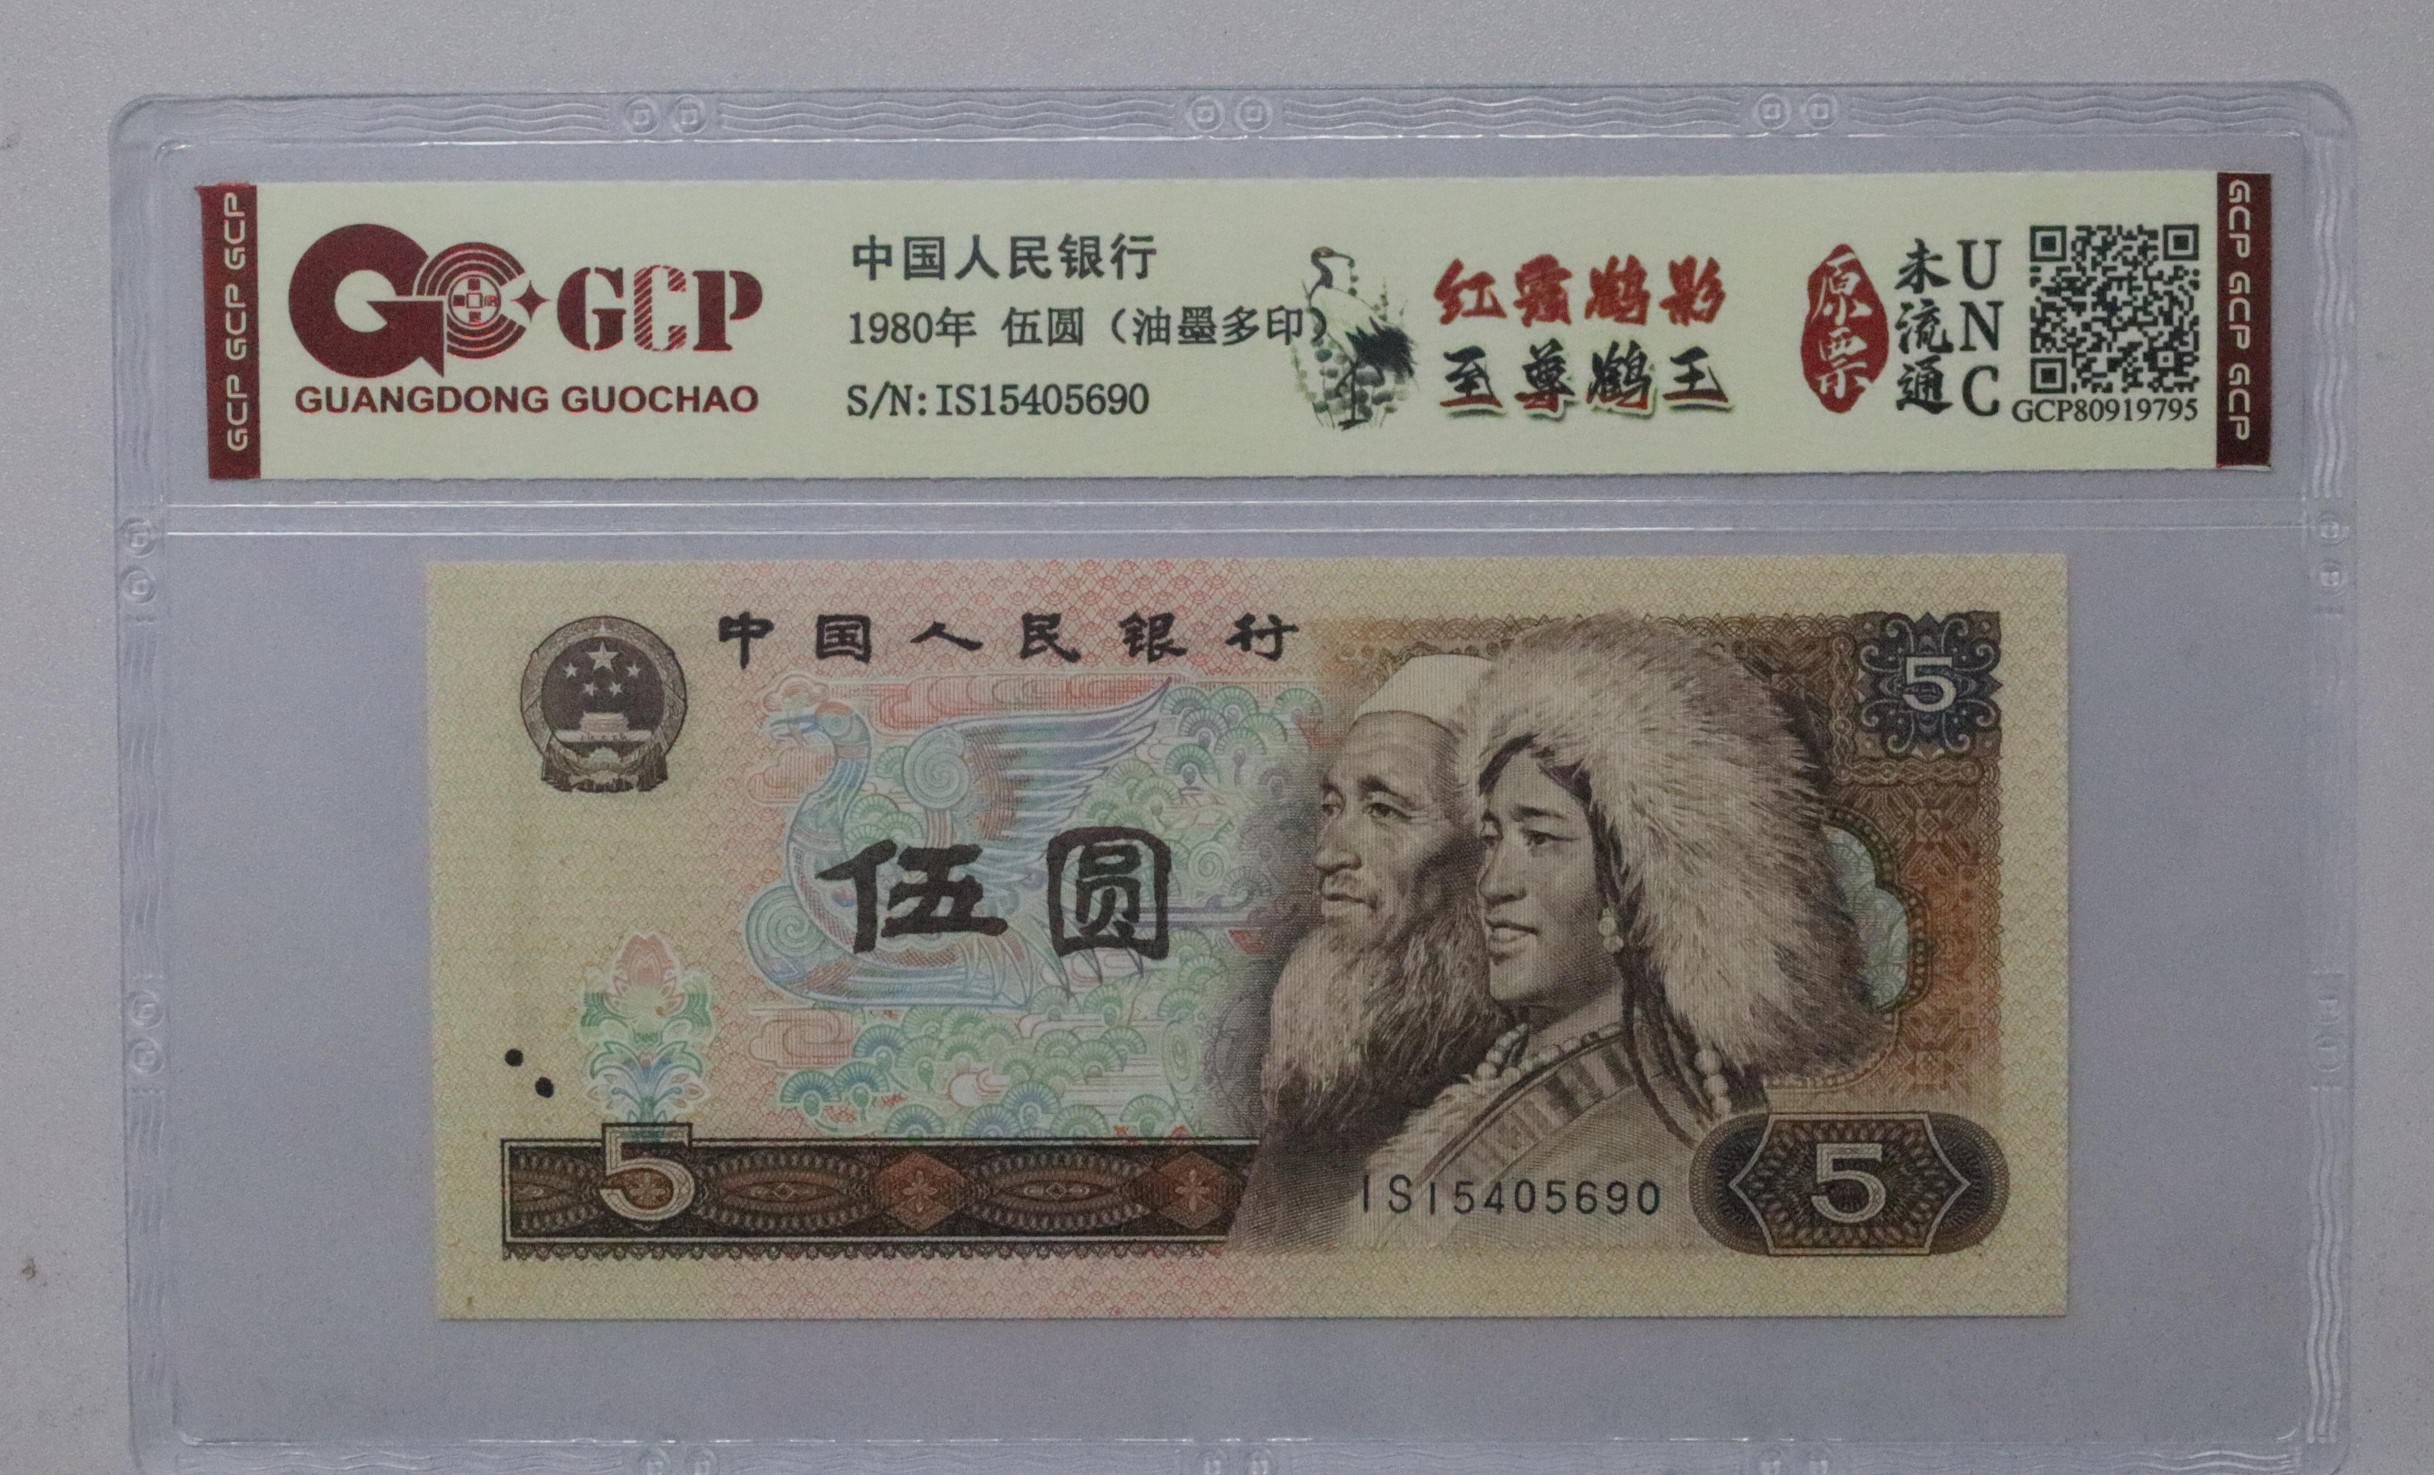 GCP GCP GCP
GCP
GUANGDONG GUOCHAO
中国人民银行
1980年 伍圆（油墨多印）
S/N:IS15405690
红霞鹤影
至尊鹤王
原票
未流通
UNC
GCP80919795
GCP GCP GCP
中国人民银行
5
伍圆
5
IS15405690
5